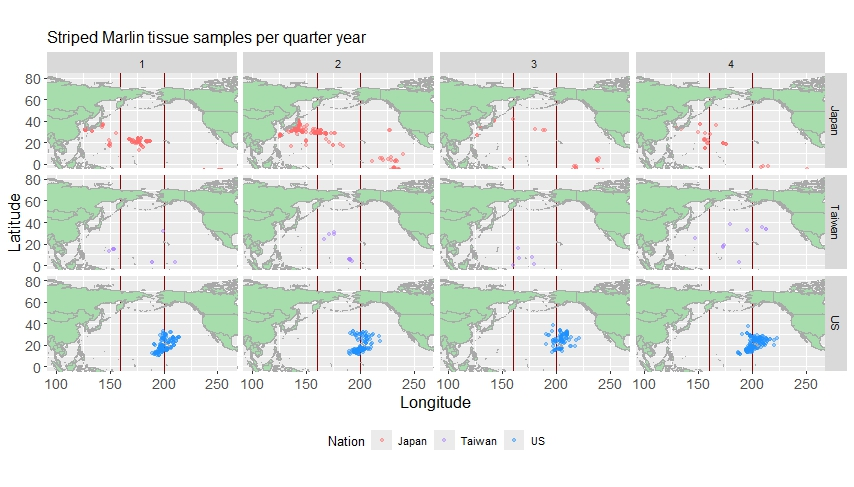 Striped Marlin tissue samples per quarter year
1 2 3 4
80
60
40
20
0
Japan
80
60
40
20
0
Taiwan
80
60
40
20
0
US
Latitude
100 150 200 250 100 150 200 250 100 150 200 250 100 150 200 250
Longitude
Nation Japan Taiwan US